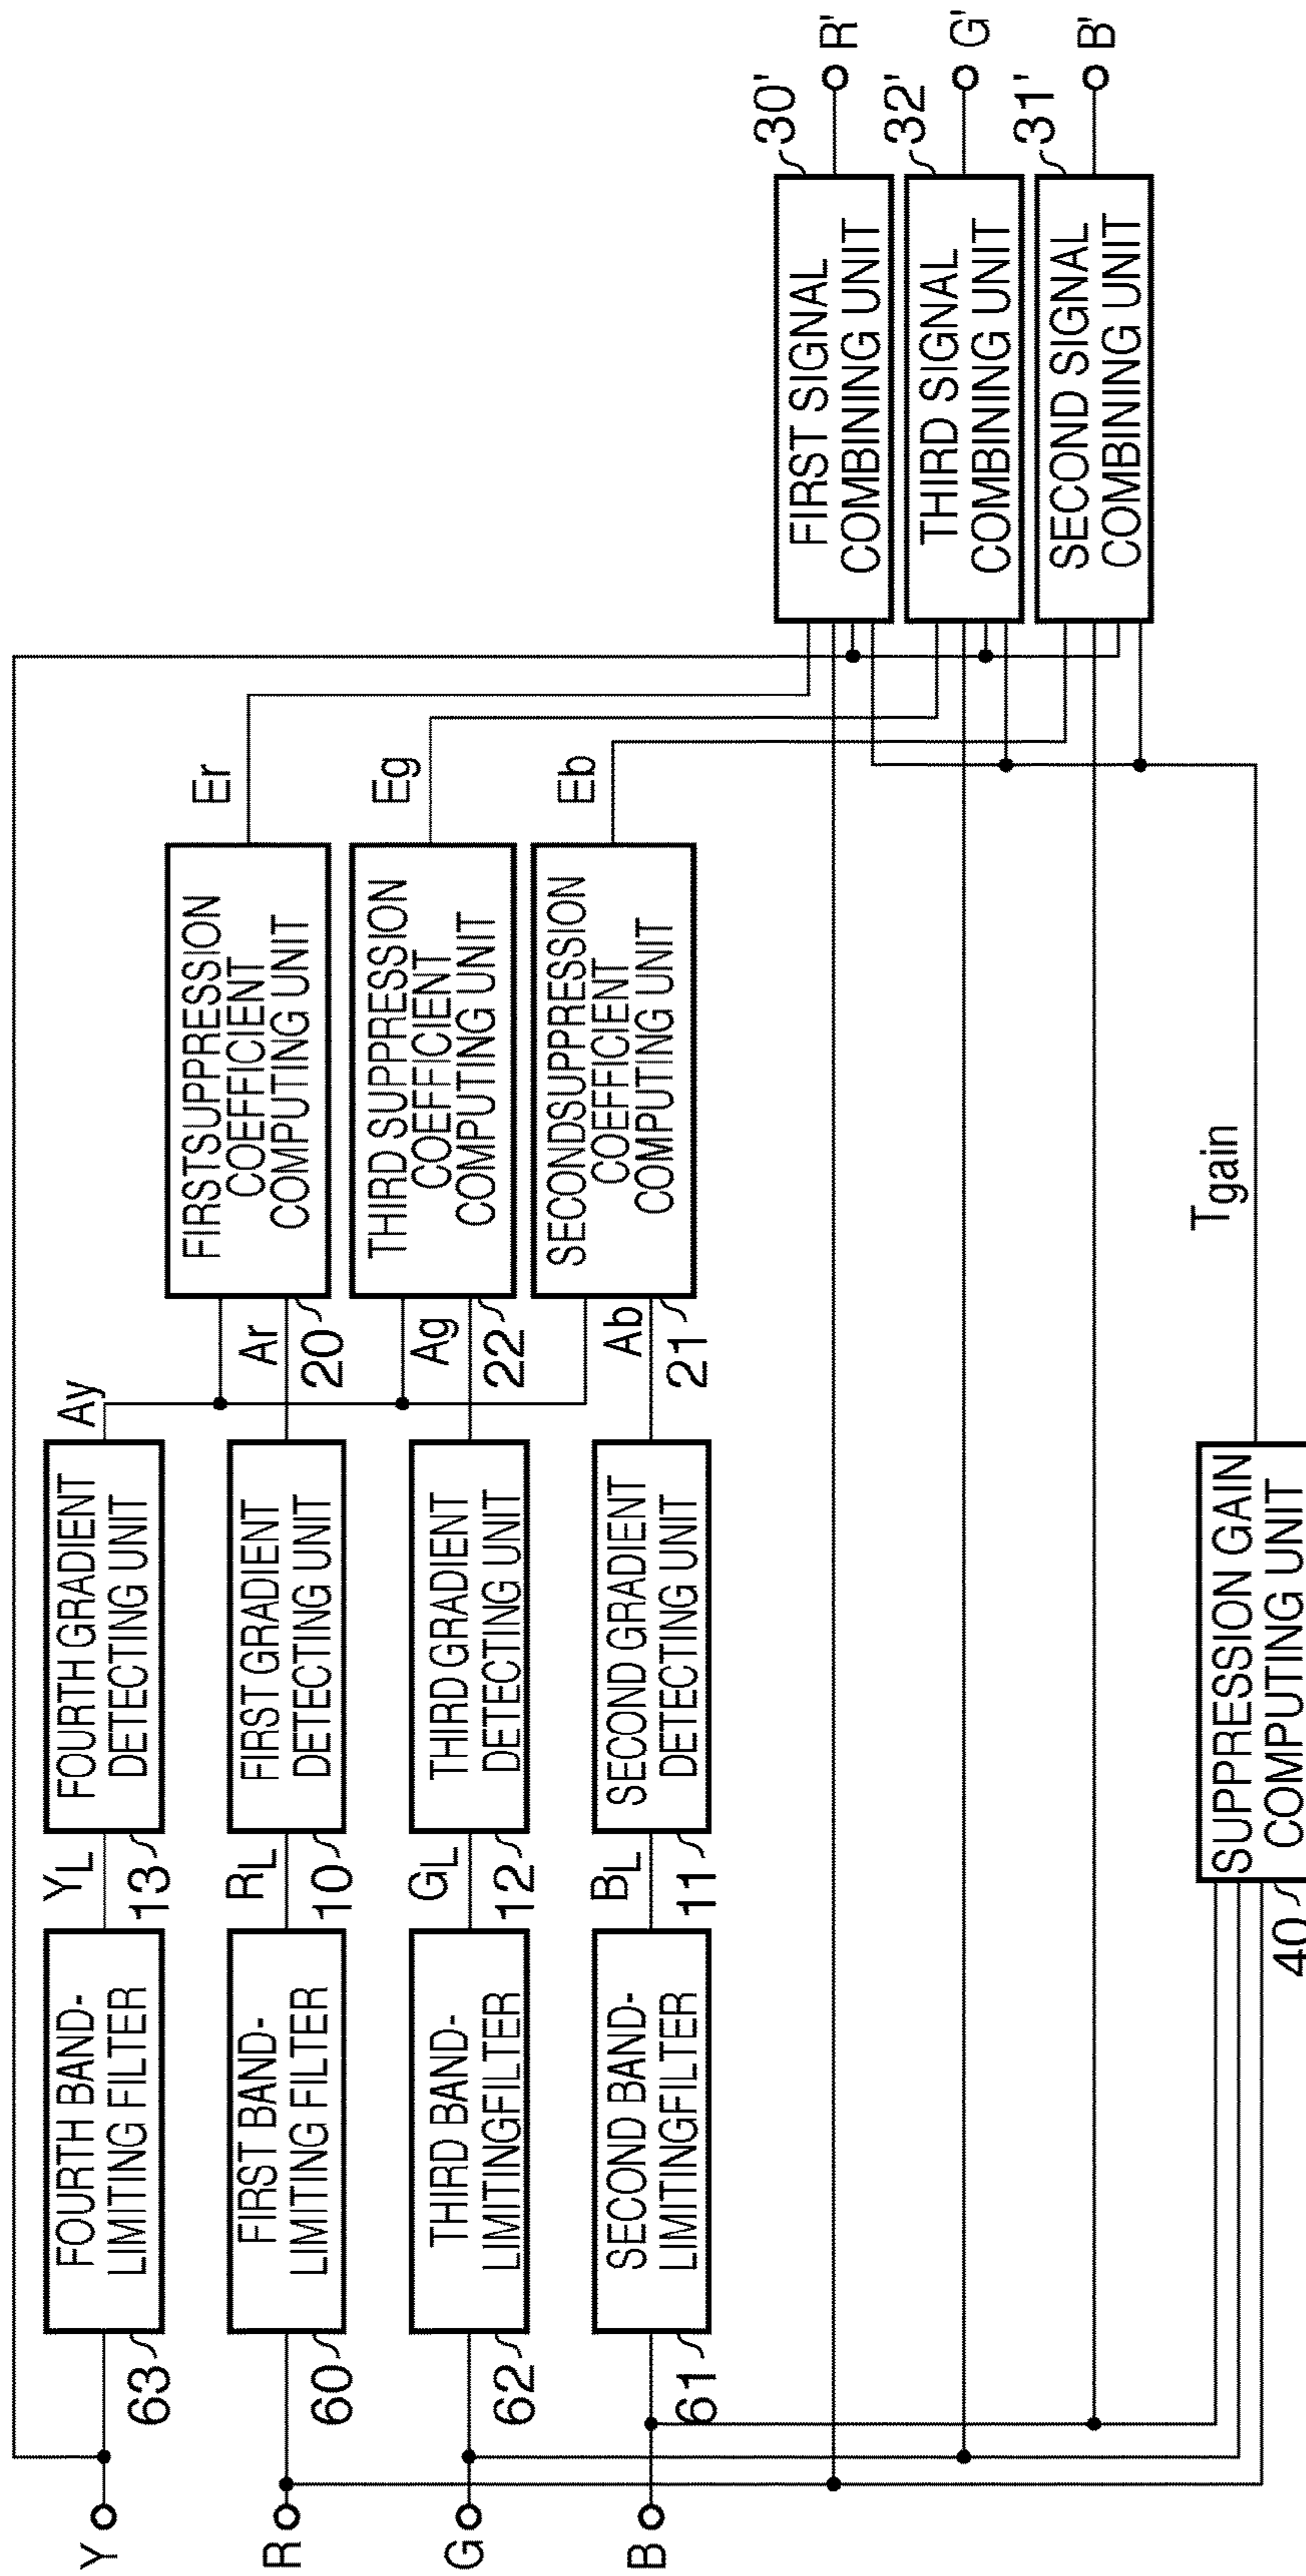 Y
R
G
B
FOURTH BAND-
LIMITING FILTER
63
FIRST BAND-
LIMITING FILTER
60
THIRD BAND-
LIMITINGFILTER
62
SECOND BAND-
LIMITINGFILTER
61
YL
RL
GL
BL
FOURTH GRADIENT
DETECTING UNIT
13
FIRST GRADIENT
DETECTING UNIT
10
THIRD GRADIENT
DETECTING UNIT
12
SECOND GRADIENT
DETECTING UNIT
11
SUPPRESSION GAIN
COMPUTING UNIT
40
Ay
Ar
Ag
Ab
FIRSTSUPPRESSION
COEFFICIENT
COMPUTING UNIT
20
THIRD SUPPRESSION
COEFFICIENT
COMPUTING UNIT
22
SECONDSUPPRESSION
COEFFICIENT
COMPUTING UNIT
21
Tgain
Er
Eg
Eb
FIRST SIGNAL
COMBINING UNIT
30'
THIRD SIGNAL
COMBINING UNIT
32'
SECOND SIGNAL
COMBINING UNIT
31'
R'
G'
B'